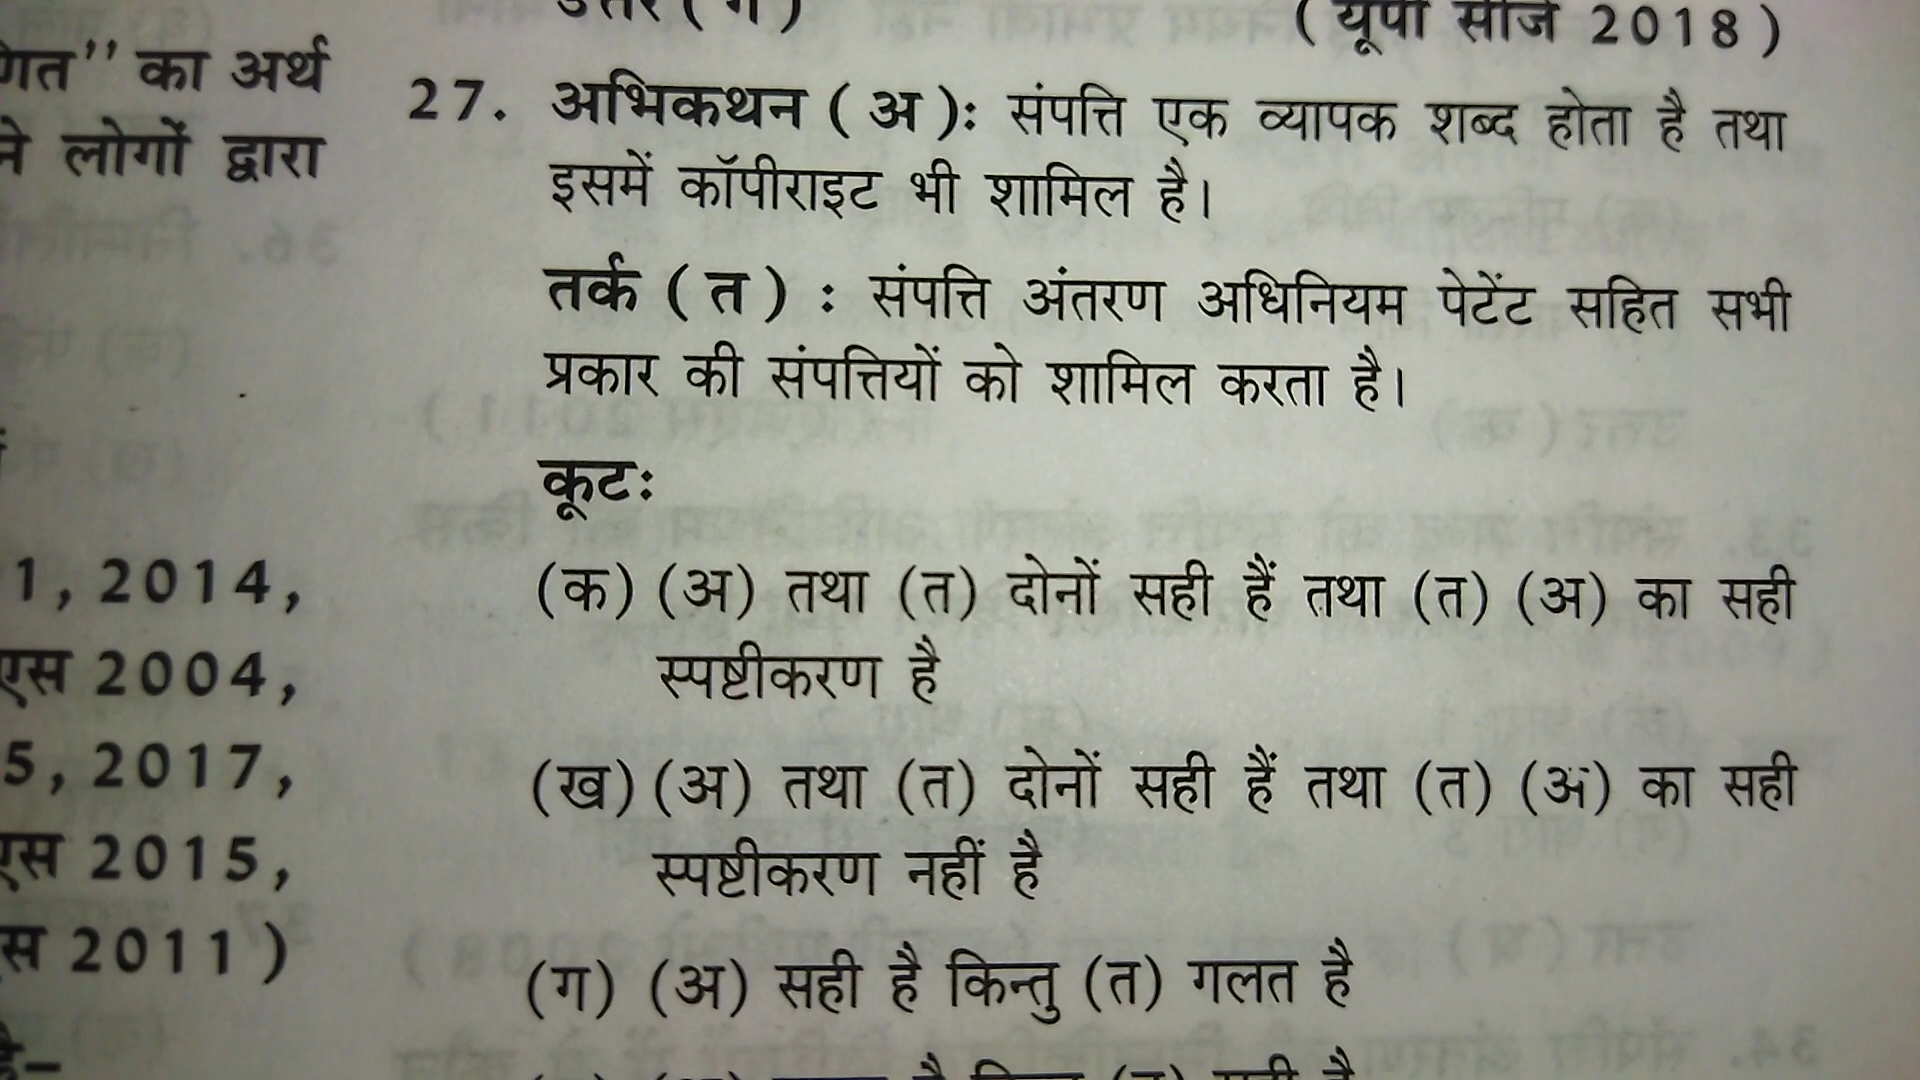 णित’’ का अर्थ
ने लोगों द्वारा
1, 2014,
एस 2004,
5, 2017,
एस 2015,
स 2011)
उत्तर (ग)
(यूपी सीजे 2018)
27. अभिकथन (अ): संपत्ति एक व्यापक शब्द होता है तथा
इसमें कॉपीराइट भी शामिल है।
तर्क (त) : संपत्ति अंतरण अधिनियम पेटेंट सहित सभी
प्रकार की संपत्तियों को शामिल करता है।
कूटः
(क) (अ) तथा (त) दोनों सही हैं तथा (त) (अ) का सही
स्पष्टीकरण है
(ख) (अ) तथा (त) दोनों सही हैं तथा (त) (अ) का सही
स्पष्टीकरण नहीं है
(ग) (अ) सही है किन्तु (त) गलत है